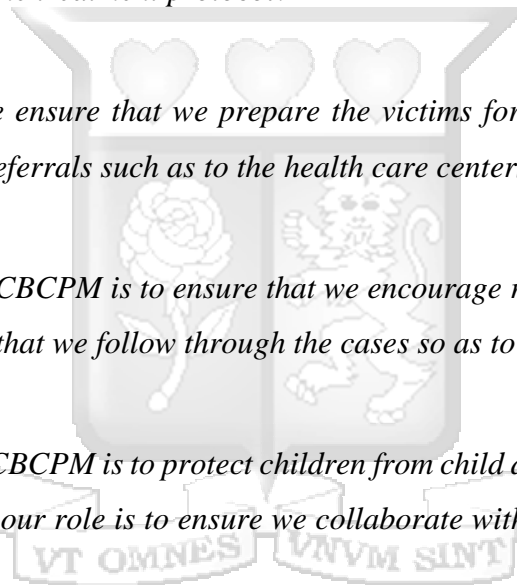 e ensure that we prepare the victims for
eferrals such as to the health care center
CBCPM is to ensure that we encourage
that we follow through the cases so as to
CBCPM is to protect children from child
our role is to ensure we collaborate with
VT OMNES VNVM SINT